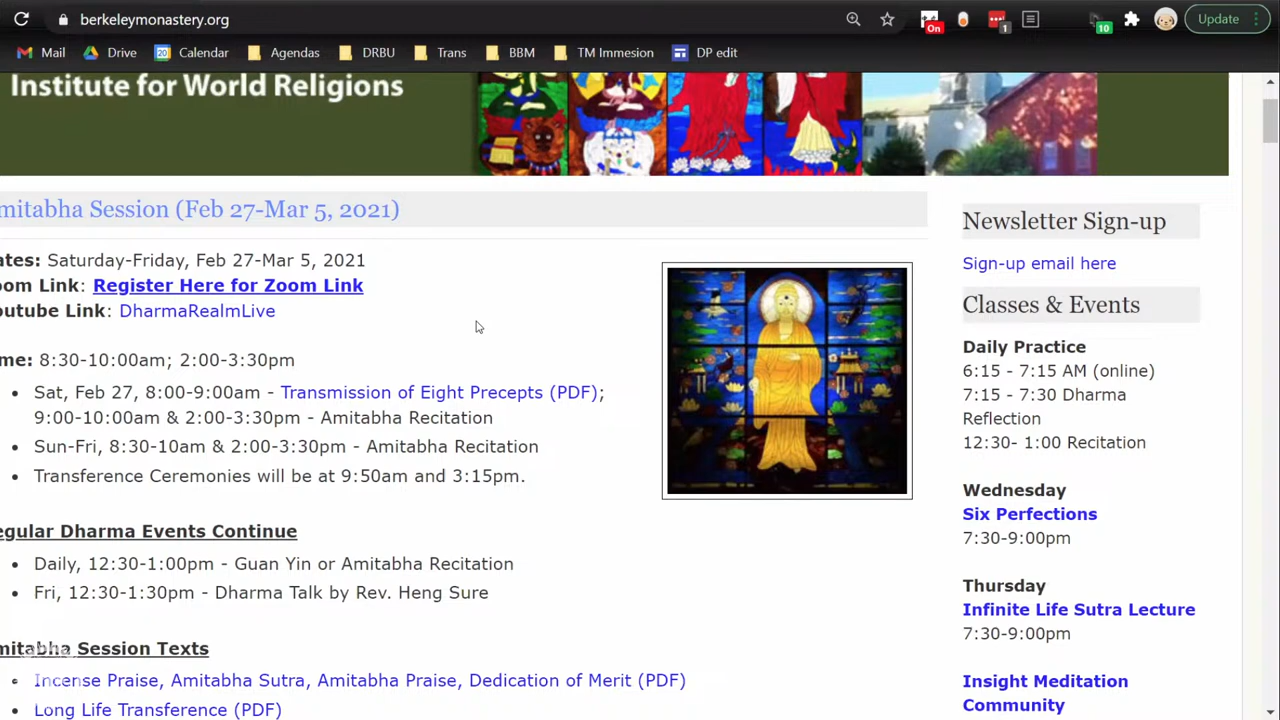 berkeleymonastery.org
Update
On
1
10
Mail
20
Drive
Calendar
Agendas
DRBU
Trans
BBM
TM Immesion
DP edit
Institute for World Religions
mitabha Session (Feb 27-Mar 5, 2021)
ates: Saturday-Friday, Feb 27-Mar 5, 2021
oom Link: Register Here for Zoom Link
outube Link: DharmaRealmLive
me: 8:30-10:00am; 2:00-3:30pm
• Sat, Feb 27, 8:00-9:00am - Transmission of Eight Precepts (PDF);
9:00-10:00am & 2:00-3:30pm - Amitabha Recitation
• Sun-Fri, 8:30-10am & 2:00-3:30pm - Amitabha Recitation
• Transference Ceremonies will be at 9:50am and 3:15pm.
egular Dharma Events Continue
• Daily, 12:30-1:00pm - Guan Yin or Amitabha Recitation
• Fri, 12:30-1:30pm - Dharma Talk by Rev. Heng Sure
mitabha Session Texts
• Incense Praise, Amitabha Sutra, Amitabha Praise, Dedication of Merit (PDF)
• Long Life Transference (PDF)
Newsletter Sign-up
Sign-up email here
Classes & Events
Daily Practice
6:15 - 7:15 AM (online)
7:15 - 7:30 Dharma
Reflection
12:30- 1:00 Recitation
Wednesday
Six Perfections
7:30-9:00pm
Thursday
Infinite Life Sutra Lecture
7:30-9:00pm
Insight Meditation
Community